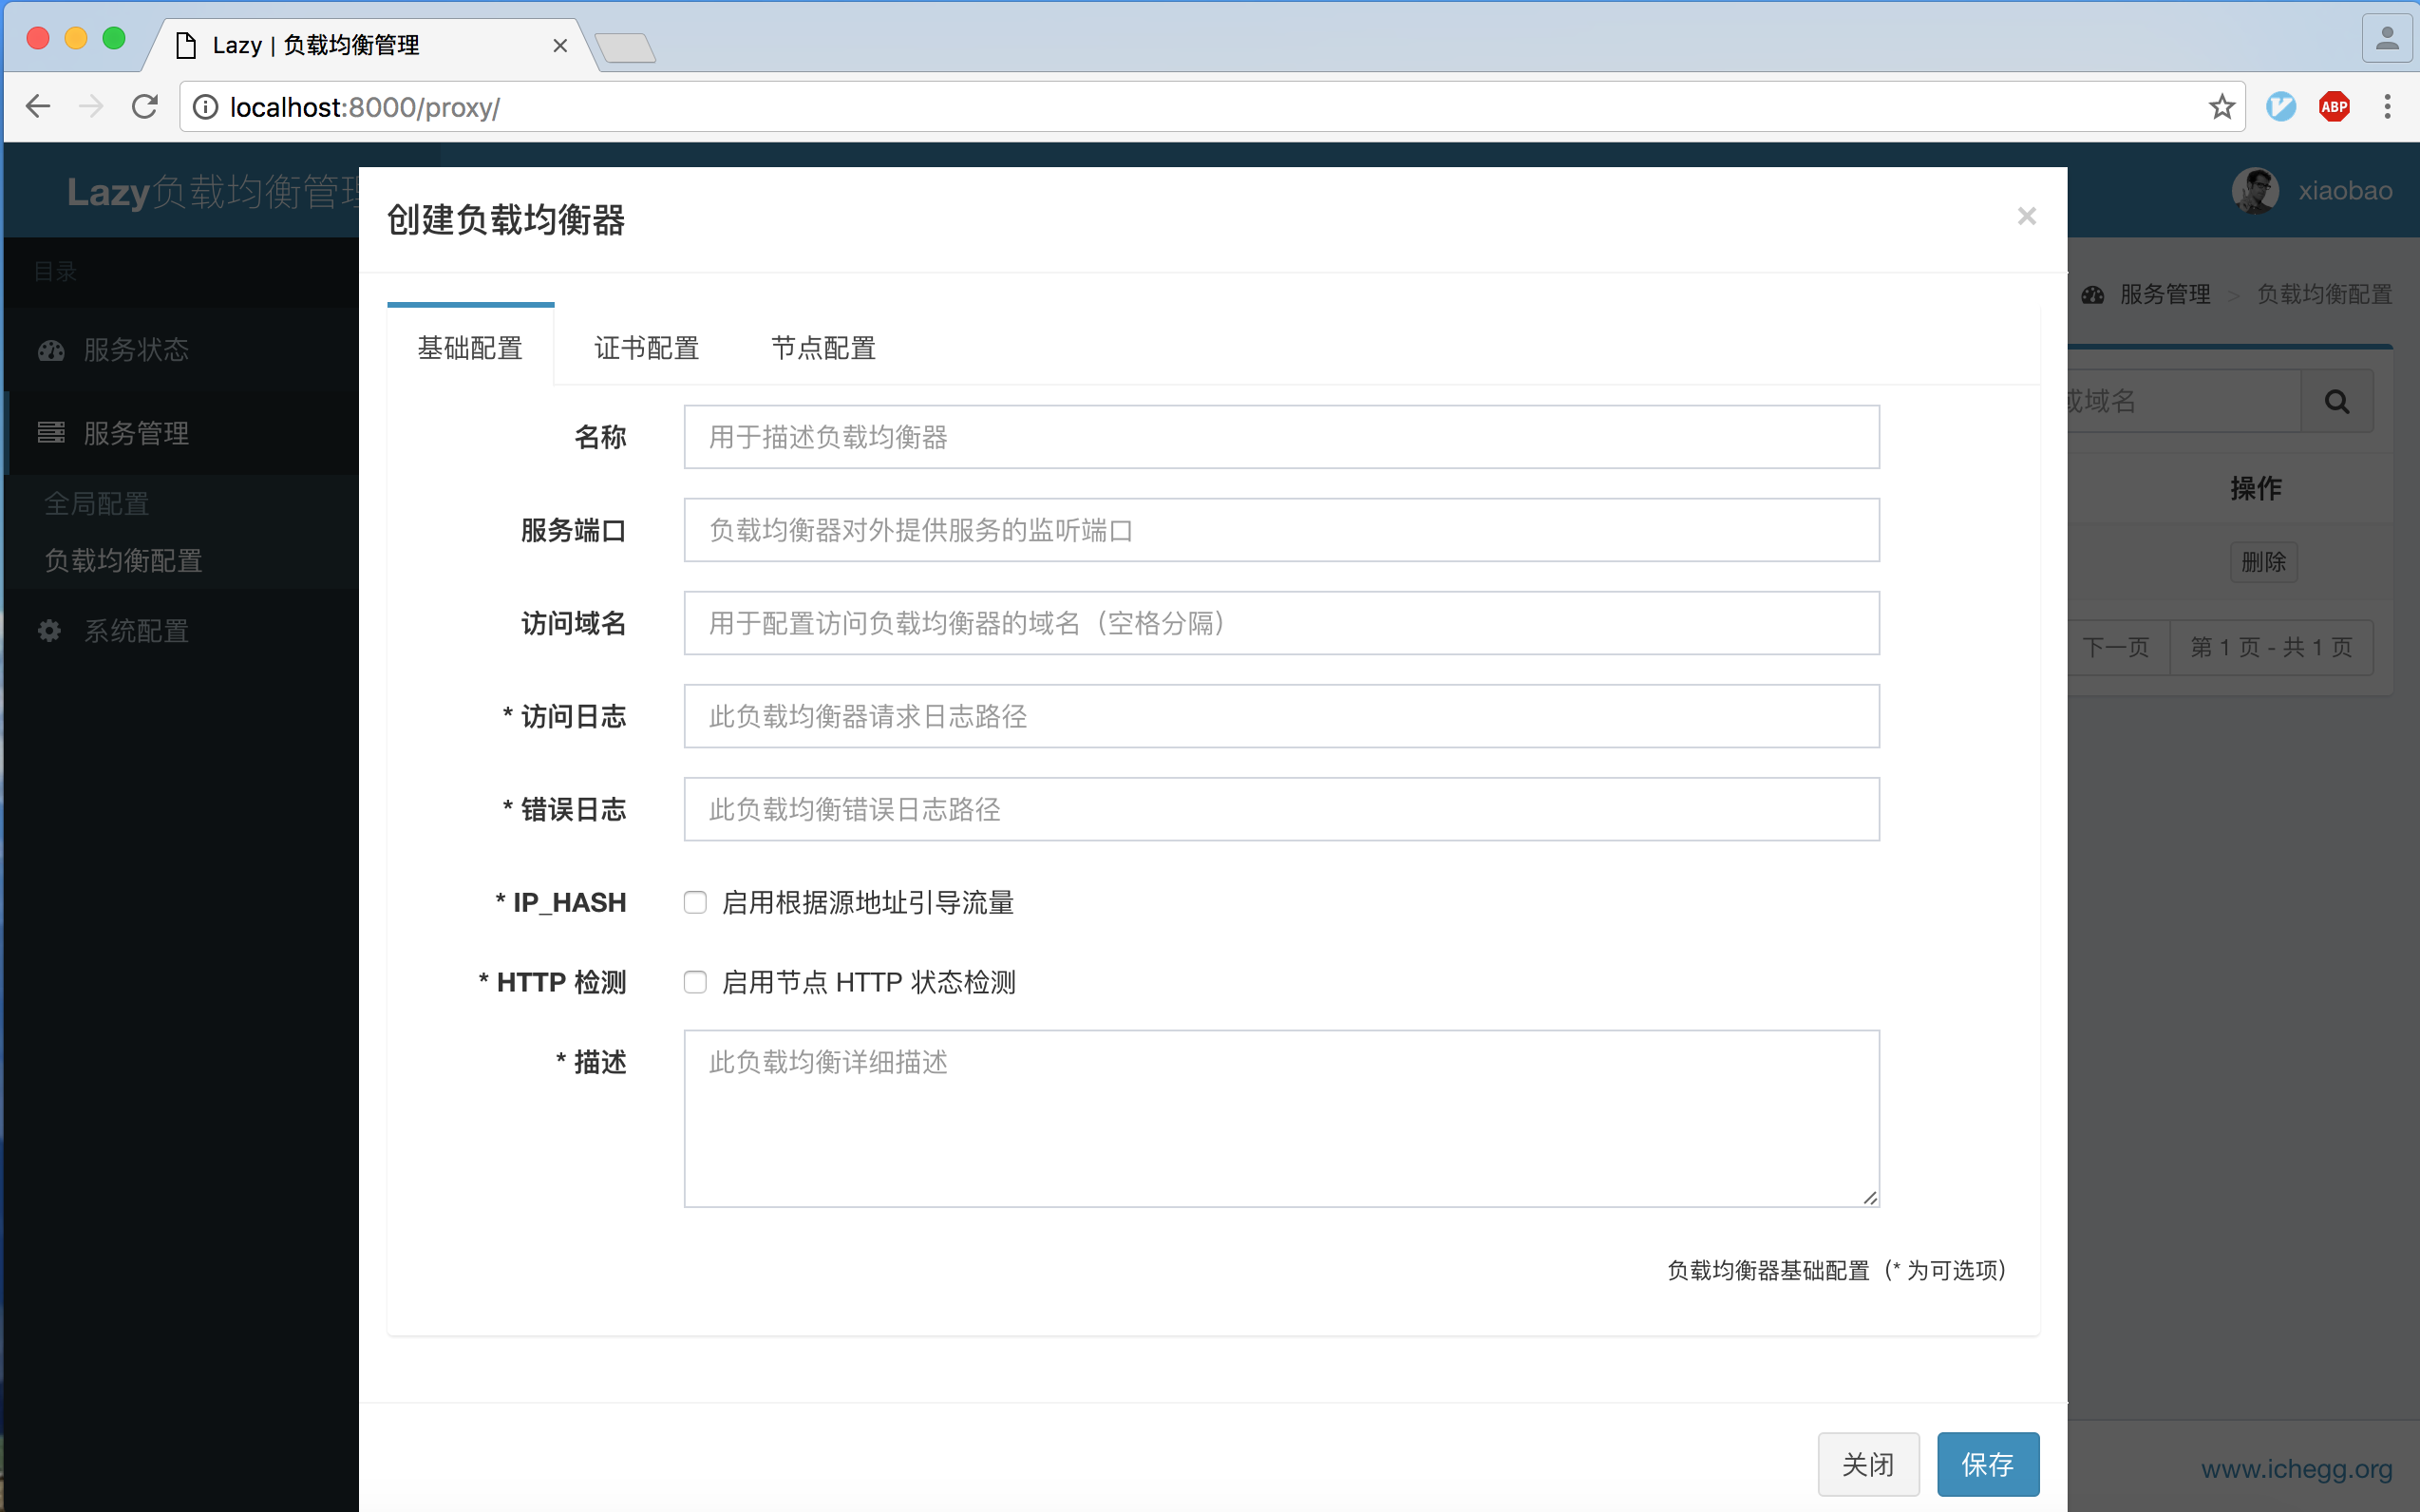 Lazy | 负载均衡管理
localhost:8000/proxy/
ABP
Lazy负载均衡管理
xiaobao
目录
服务状态
服务管理
全局配置
负载均衡配置
系统配置
创建负载均衡器
×
基础配置 证书配置 节点配置
名称 用于描述负载均衡器
服务端口 负载均衡器对外提供服务的监听端口
访问域名 用于配置访问负载均衡器的域名（空格分隔）
* 访问日志 此负载均衡器请求日志路径
* 错误日志 此负载均衡错误日志路径
* IP_HASH 启用根据源地址引导流量
* HTTP 检测 启用节点 HTTP 状态检测
* 描述 此负载均衡详细描述
负载均衡器基础配置（* 为可选项）
关闭 保存
服务管理 > 负载均衡配置
或域名
操作
删除
下一页 第 1 页 - 共 1 页
www.ichegg.org